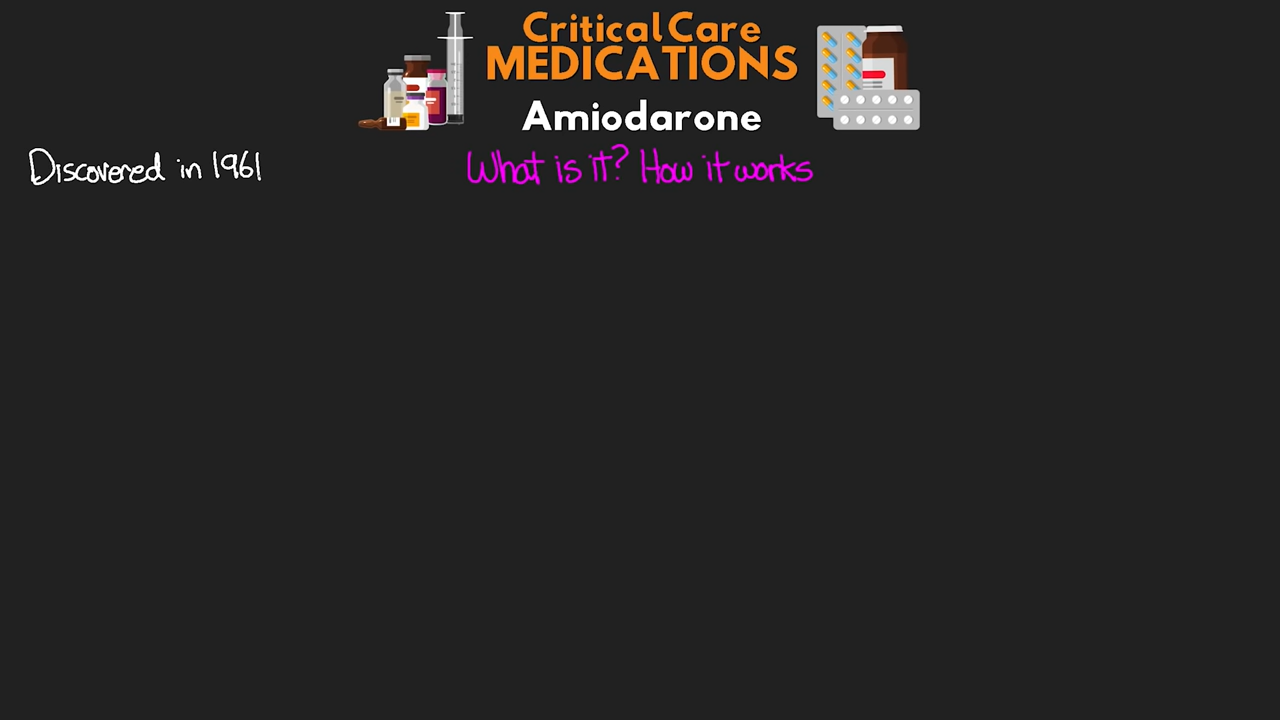 Critical Care
MEDICATIONS
Amiodarone
Discovered in 1961
What is it? How it works